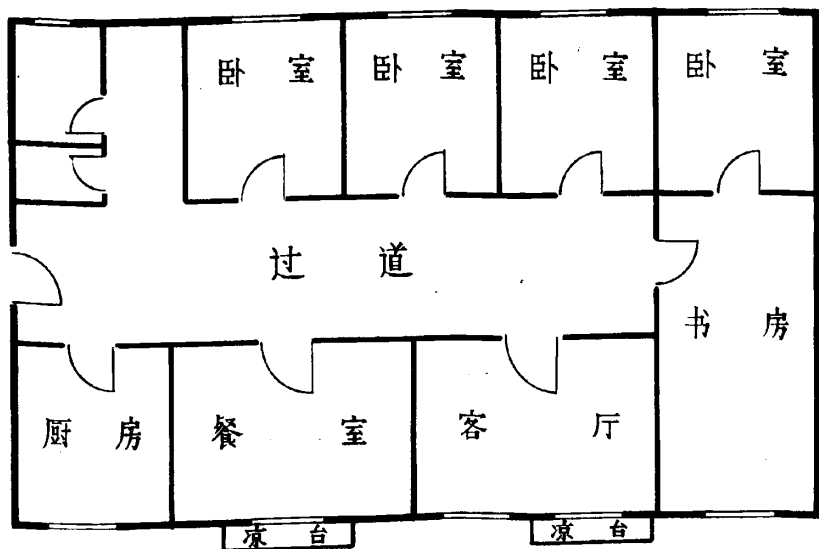 卧室 卧室 卧室 卧室
过道
书房
厨房 餐室 客厅
凉台 凉台